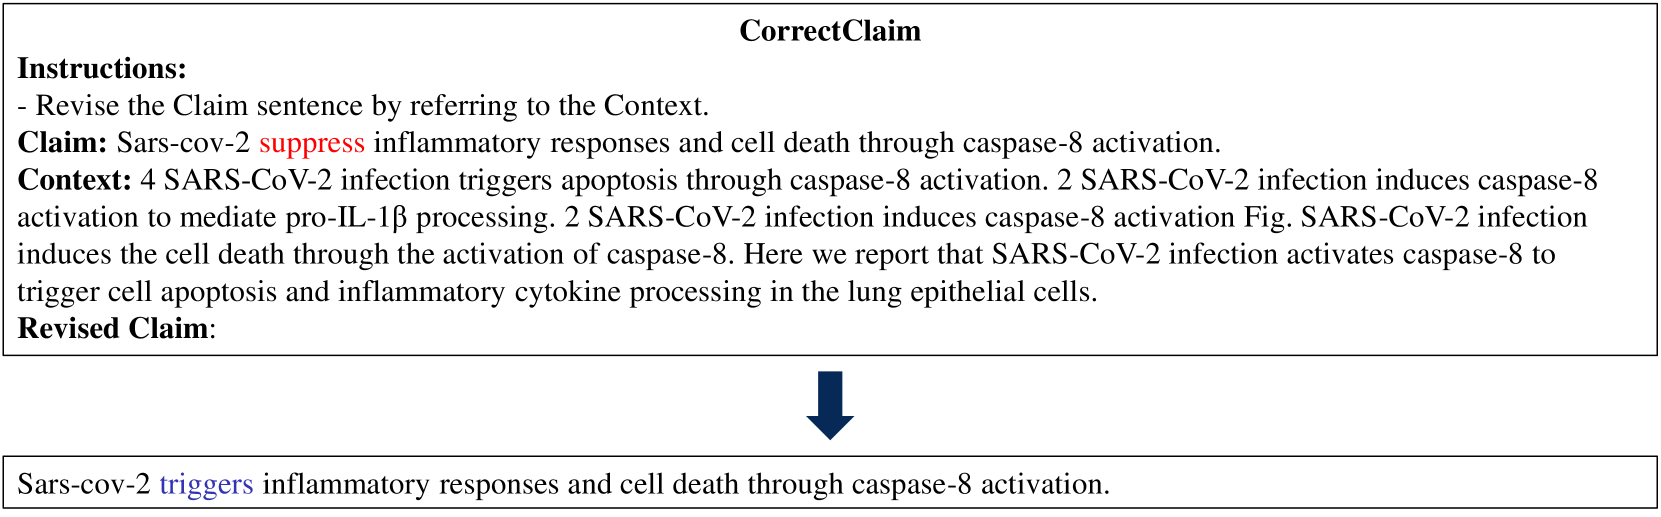 CorrectClaim
Instructions:
- Revise the Claim sentence by referring to the Context.
Claim: Sars-cov-2 suppress inflammatory responses and cell death through caspase-8 activation.
Context: 4 SARS-CoV-2 infection triggers apoptosis through caspase-8 activation. 2 SARS-CoV-2 infection induces caspase-8
activation to mediate pro-IL-1β processing. 2 SARS-CoV-2 infection induces caspase-8 activation Fig. SARS-CoV-2 infection
induces the cell death through the activation of caspase-8. Here we report that SARS-CoV-2 infection activates caspase-8 to
trigger cell apoptosis and inflammatory cytokine processing in the lung epithelial cells.
Revised Claim:
Sars-cov-2 triggers inflammatory responses and cell death through caspase-8 activation.